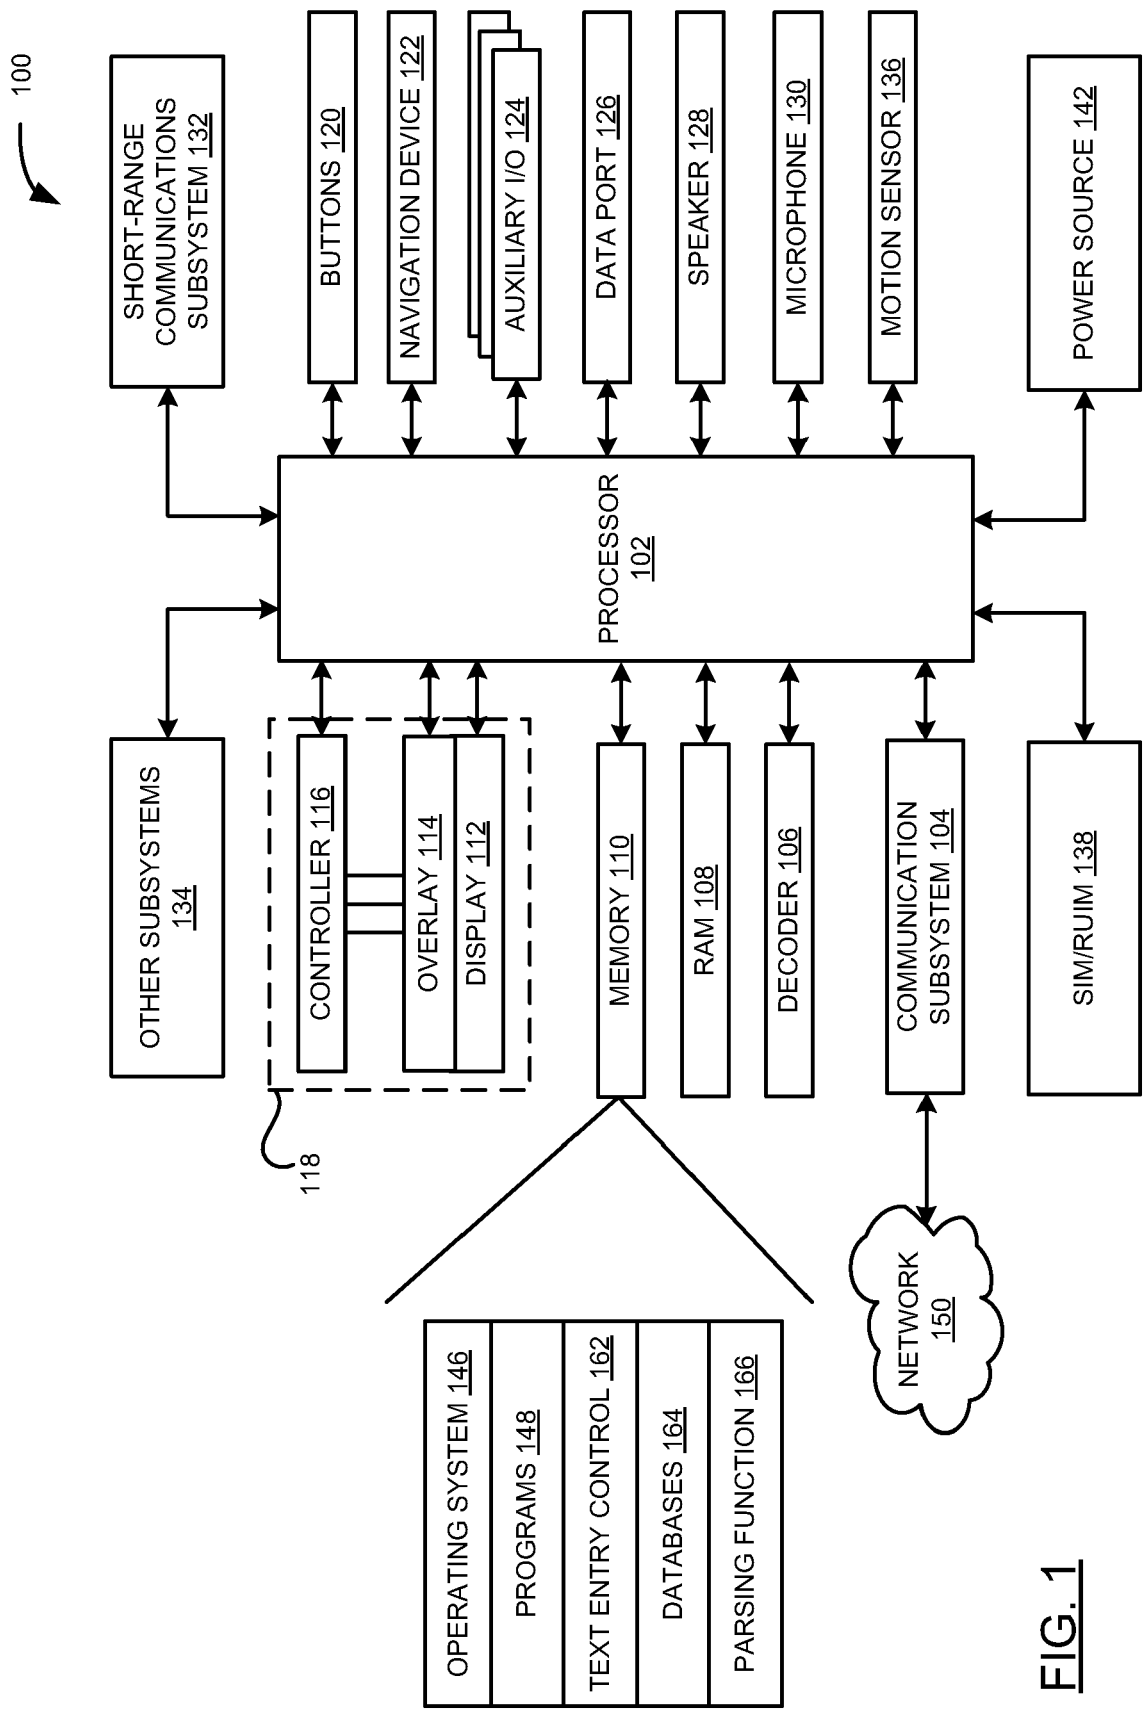 100
OTHER SUBSYSTEMS
134
SHORT-RANGE
COMMUNICATIONS
SUBSYSTEM 132
118
CONTROLLER 116
OVERLAY 114
DISPLAY 112
BUTTONS 120
NAVIGATION DEVICE 122
AUXILIARY I/O 124
OPERATING SYSTEM 146
PROGRAMS 148
TEXT ENTRY CONTROL 162
DATABASES 164
PARSING FUNCTION 166
MEMORY 110
RAM 108
DECODER 106
PROCESSOR
102
DATA PORT 126
SPEAKER 128
MICROPHONE 130
MOTION SENSOR 136
NETWORK
150
COMMUNICATION
SUBSYSTEM 104
SIM/RUIM 138
POWER SOURCE 142
FIG. 1